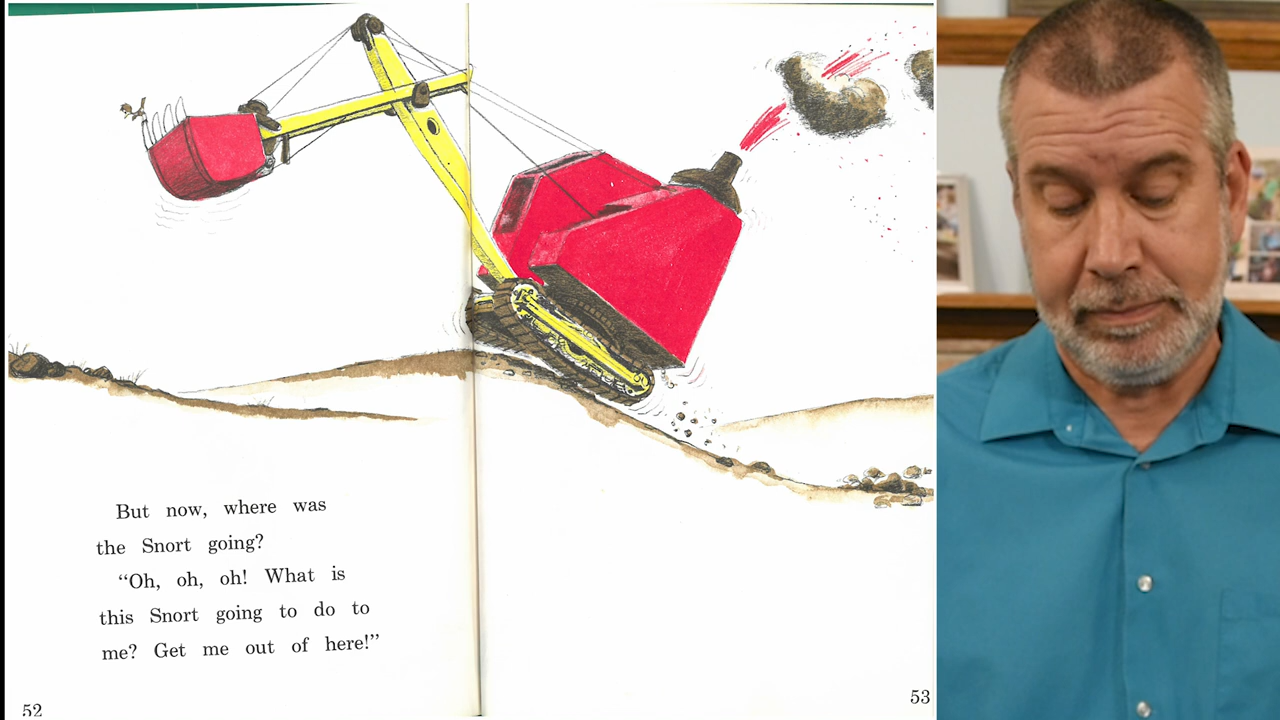 But now, where was
the Snort going?
“Oh, oh, oh! What is
this Snort going to do to
me? Get me out of here!”
52
53